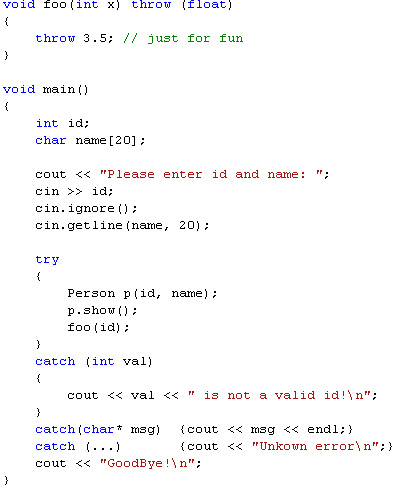 void foo(int x) throw (float)
{
    throw 3.5; // just for fun
}

void main()
{
    int id;
    char name[20];

    cout << "Please enter id and name: ";
    cin >> id;
    cin.ignore();
    cin.getline(name, 20);

    try
    {
        Person p(id, name);
        p.show();
        foo(id);
    }
    catch (int val)
    {
        cout << val << " is not a valid id!\n";
    }
    catch(char* msg)  {cout << msg << endl;}
    catch (...)       {cout << "Unkown error\n";}
    cout << "GoodBye!\n";
}